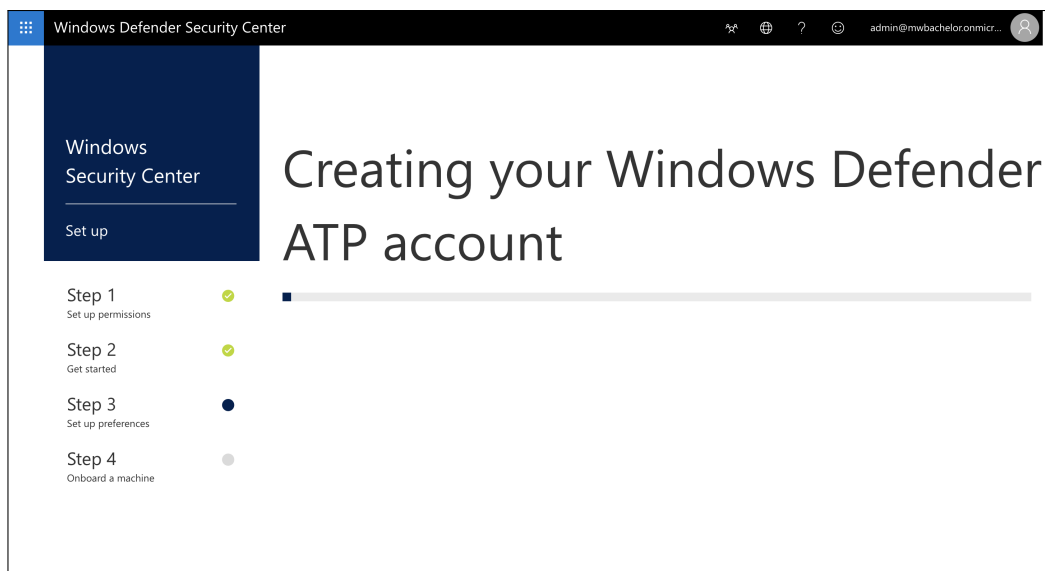 Windows Defender Security Center
admin@mwbachelor.onmicr...
Windows
Security Center
Set up
Creating your Windows Defender
ATP account
Step 1
Set up permissions
Step 2
Get started
Step 3
Set up preferences
Step 4
Onboard a machine